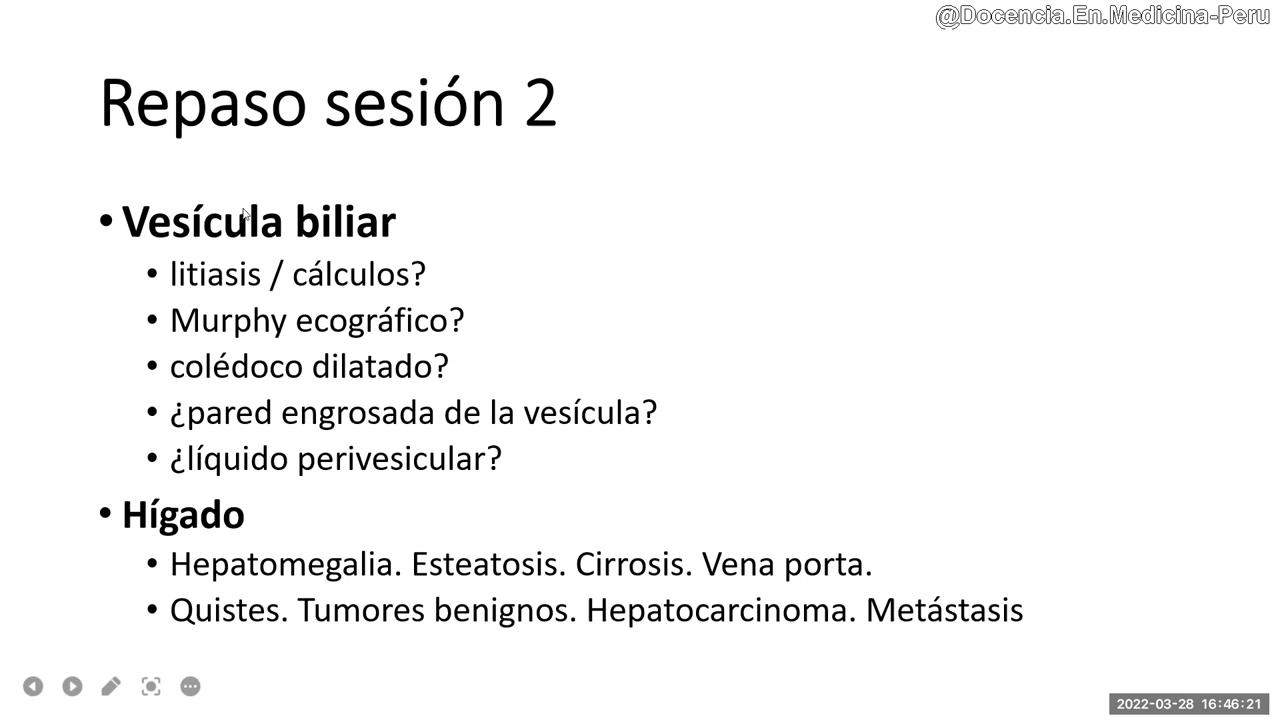 @Docencia.En.Medicina-Peru
Repaso sesión 2
• Vesícula biliar
• litiasis / cálculos?
• Murphy ecográfico?
• colédoco dilatado?
• ¿pared engrosada de la vesícula?
• ¿líquido perivesicular?
• Hígado
• Hepatomegalia. Esteatosis. Cirrosis. Vena porta.
• Quistes. Tumores benignos. Hepatocarcinoma. Metástasis
2022-03-28 16:46:21